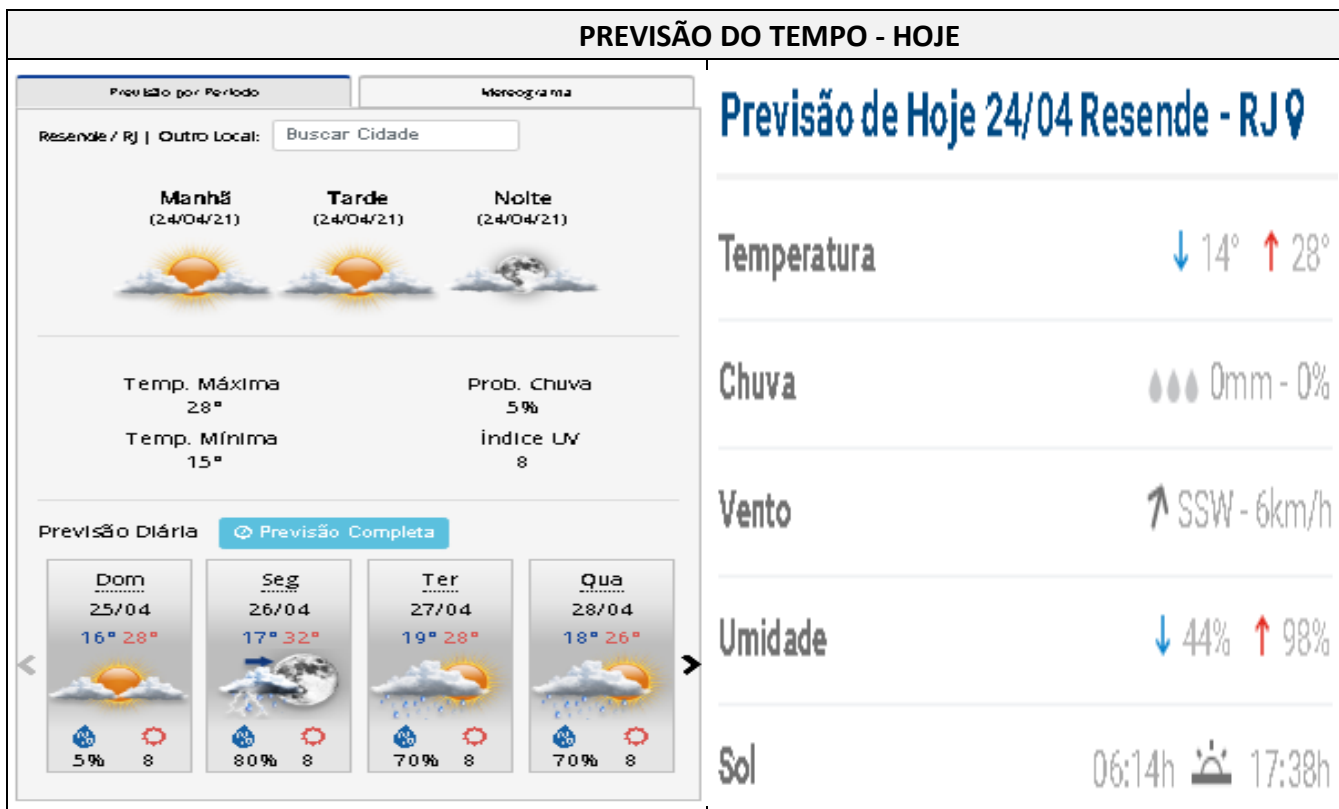 PREVISÃO DO TEMPO - HOJE
Previsão por Período
Meteograma
Resende / RJ | Outro Local: Buscar Cidade
Manhã Tarde Noite
(24/04/21) (24/04/21) (24/04/21)
Temp. Máxima Prob. Chuva
28° 5%
Temp. Mínima Índice UV
15° 8
Previsão Diária Previsão Completa
Dom Seg Ter Qua
25/04 26/04 27/04 28/04
16° 28° 17° 32° 19° 28° 18° 26°
5% 8 80% 8 70% 8 70% 8
Previsão de Hoje 24/04 Resende - RJ
Temperatura 14° 28°
Chuva 0mm - 0%
Vento SSW - 6km/h
Umidade 44% 98%
Sol 06:14h 17:38h